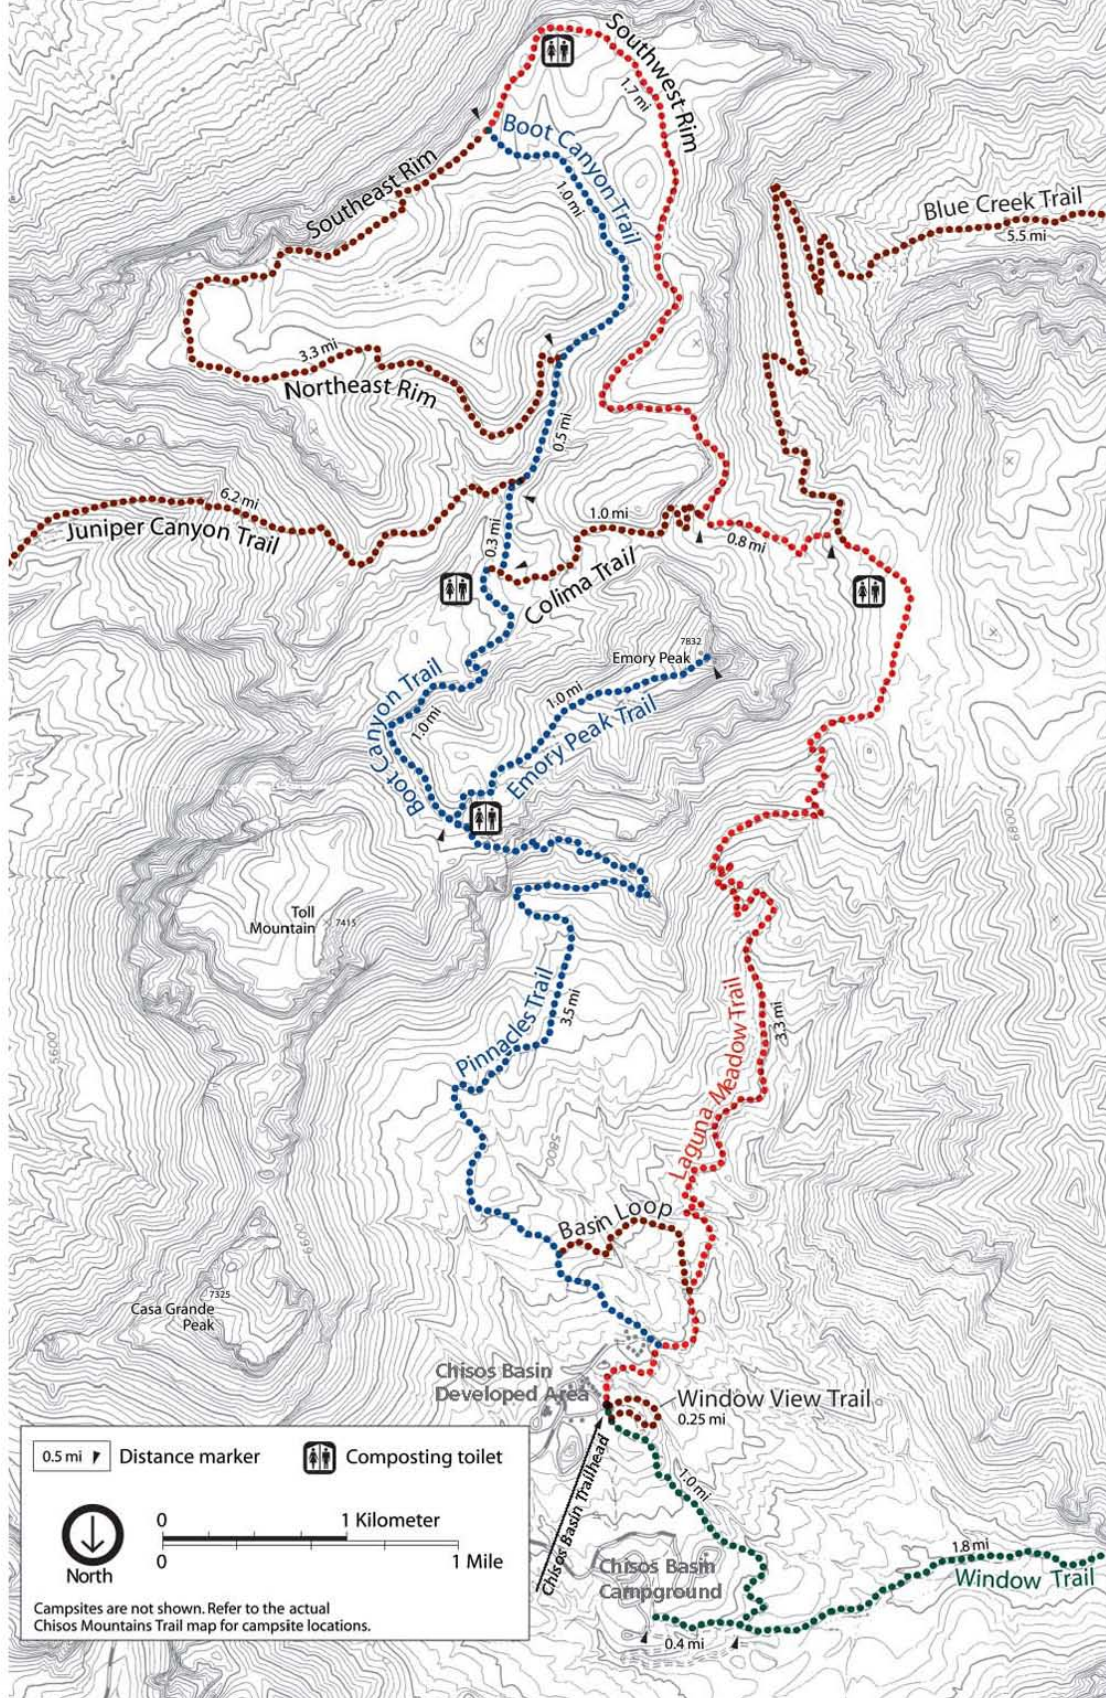 Southwest Rim
1.7 mi
Boot Canyon Trail
1.0 mi
Southeast Rim
Blue Creek Trail
5.5 mi
3.3 mi
Northeast Rim
0.5 mi
6.2 mi
Juniper Canyon Trail
1.0 mi
0.3 mi
0.8 mi
Colima Trail
7832
Emory Peak
1.0 mi
Emory Peak Trail
Boot Canyon Trail
1.0 mi
6800
Toll
Mountain
7415
Pinnacles Trail
3.5 mi
Laguna Meadow Trail
3.3 mi
5600
5800
Basin Loop
6600
7325
Casa Grande
Peak
Chisos Basin
Developed Area
Window View Trail
0.25 mi
Chisos Basin Trailhead
1.0 mi
1.8 mi
Window Trail
Chisos Basin
Campground
0.4 mi
0.5 mi Distance marker
Composting toilet
North
0 1 Kilometer
0 1 Mile
Campsites are not shown. Refer to the actual
Chisos Mountains Trail map for campsite locations.